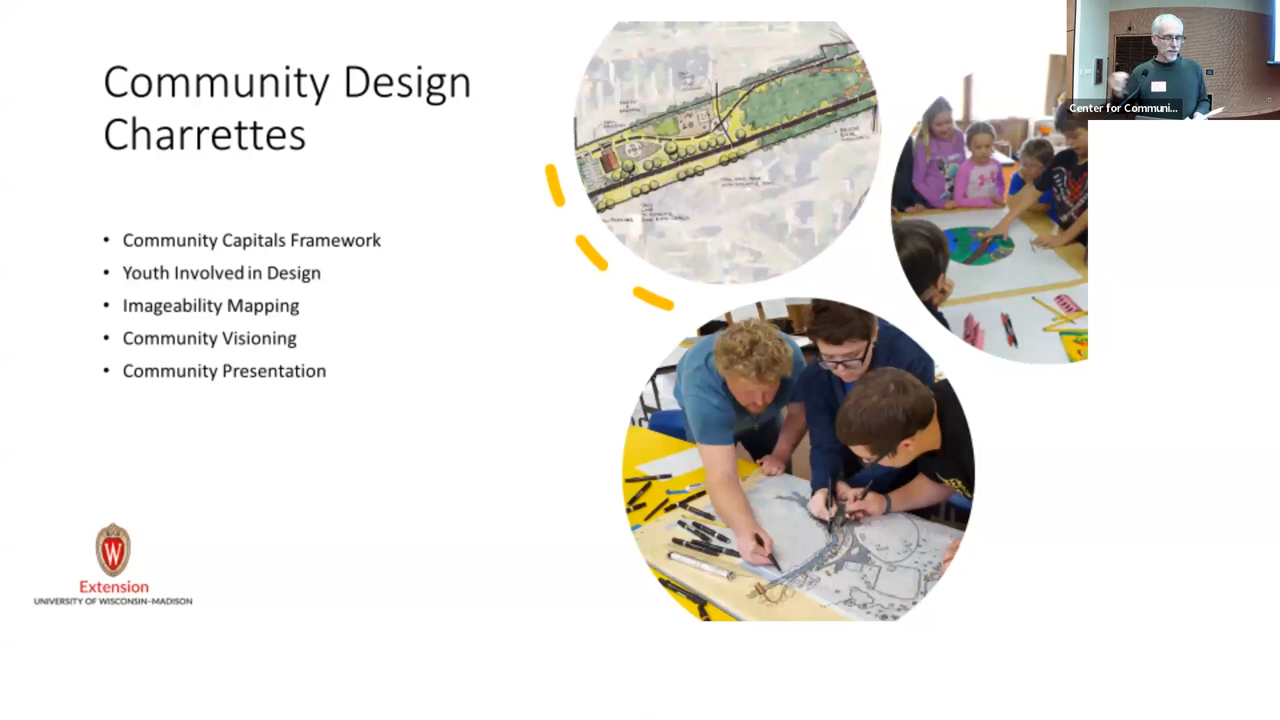 Community Design
Charrettes
• Community Capitals Framework
• Youth Involved in Design
• Imageability Mapping
• Community Visioning
• Community Presentation
W
Extension
UNIVERSITY OF WISCONSIN–MADISON
Center for Communi...